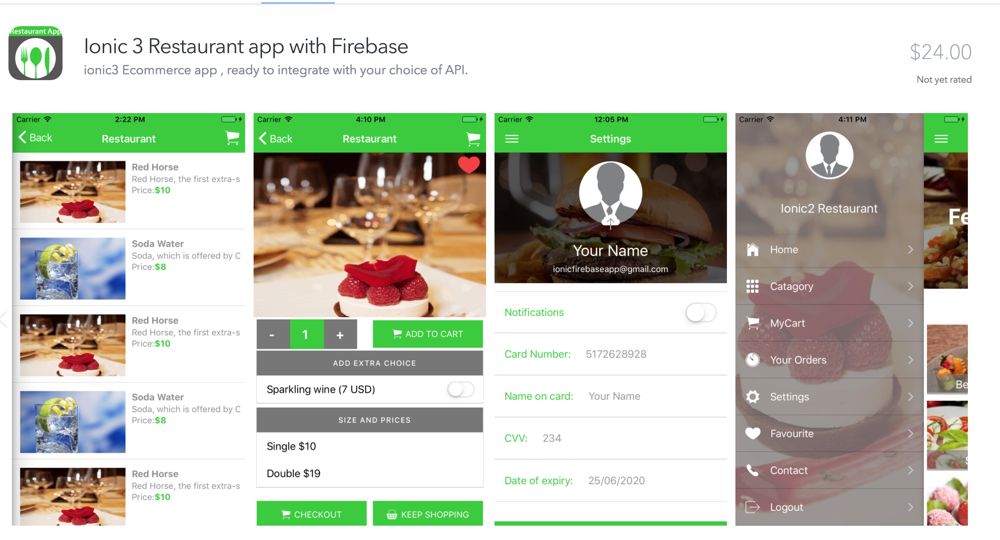 Restaurant App
Ionic 3 Restaurant app with Firebase
ionic3 Ecommerce app , ready to integrate with your choice of API.
$24.00
Not yet rated
Carrier 2:22 PM
Back Restaurant
Red Horse
Red Horse, the first extra-s
Price:$10
Soda Water
Soda, which is offered by C
Price:$8
Red Horse
Red Horse, the first extra-s
Price:$10
Soda Water
Soda, which is offered by C
Price:$8
Red Horse
Red Horse, the first extra-s
Price:$10
Carrier 4:10 PM
Back Restaurant
- 1 + ADD TO CART
ADD EXTRA CHOICE
Sparkling wine (7 USD)
SIZE AND PRICES
Single $10
Double $19
CHECKOUT KEEP SHOPPING
Carrier 12:05 PM
Settings
Your Name
ionicfirebaseapp@gmail.com
Notifications
Card Number: 5172628928
Name on card: Your Name
CVV: 234
Date of expiry: 25/06/2020
Carrier 4:11 PM
Ionic2 Restaurant
Home
Catagory
MyCart
Your Orders
Settings
Favourite
Contact
Logout
Fe
Be